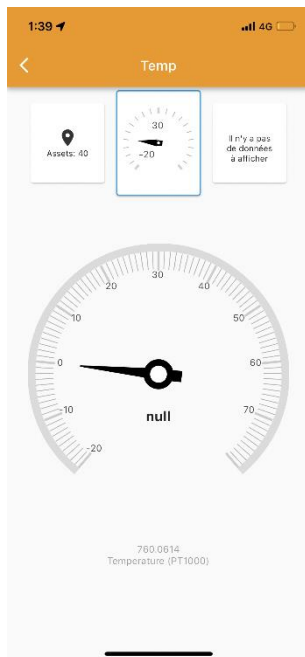 1:39
4G
Temp
Assets: 40
30
-20
Il n'y a pas
de données
à afficher
30
20
40
10
50
0
60
-10
70
-20
null
760.0614
Temperature (PT1000)